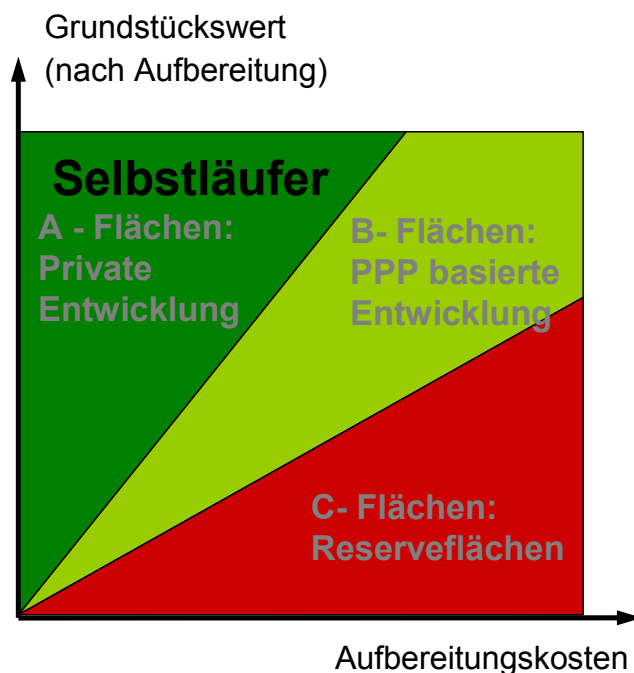 Grundstückswert
(nach Aufbereitung)
Selbstläufer
A - Flächen:
Private
Entwicklung
B- Flächen:
PPP basierte
Entwicklung
C- Flächen:
Reserveflächen
Aufbereitungskosten